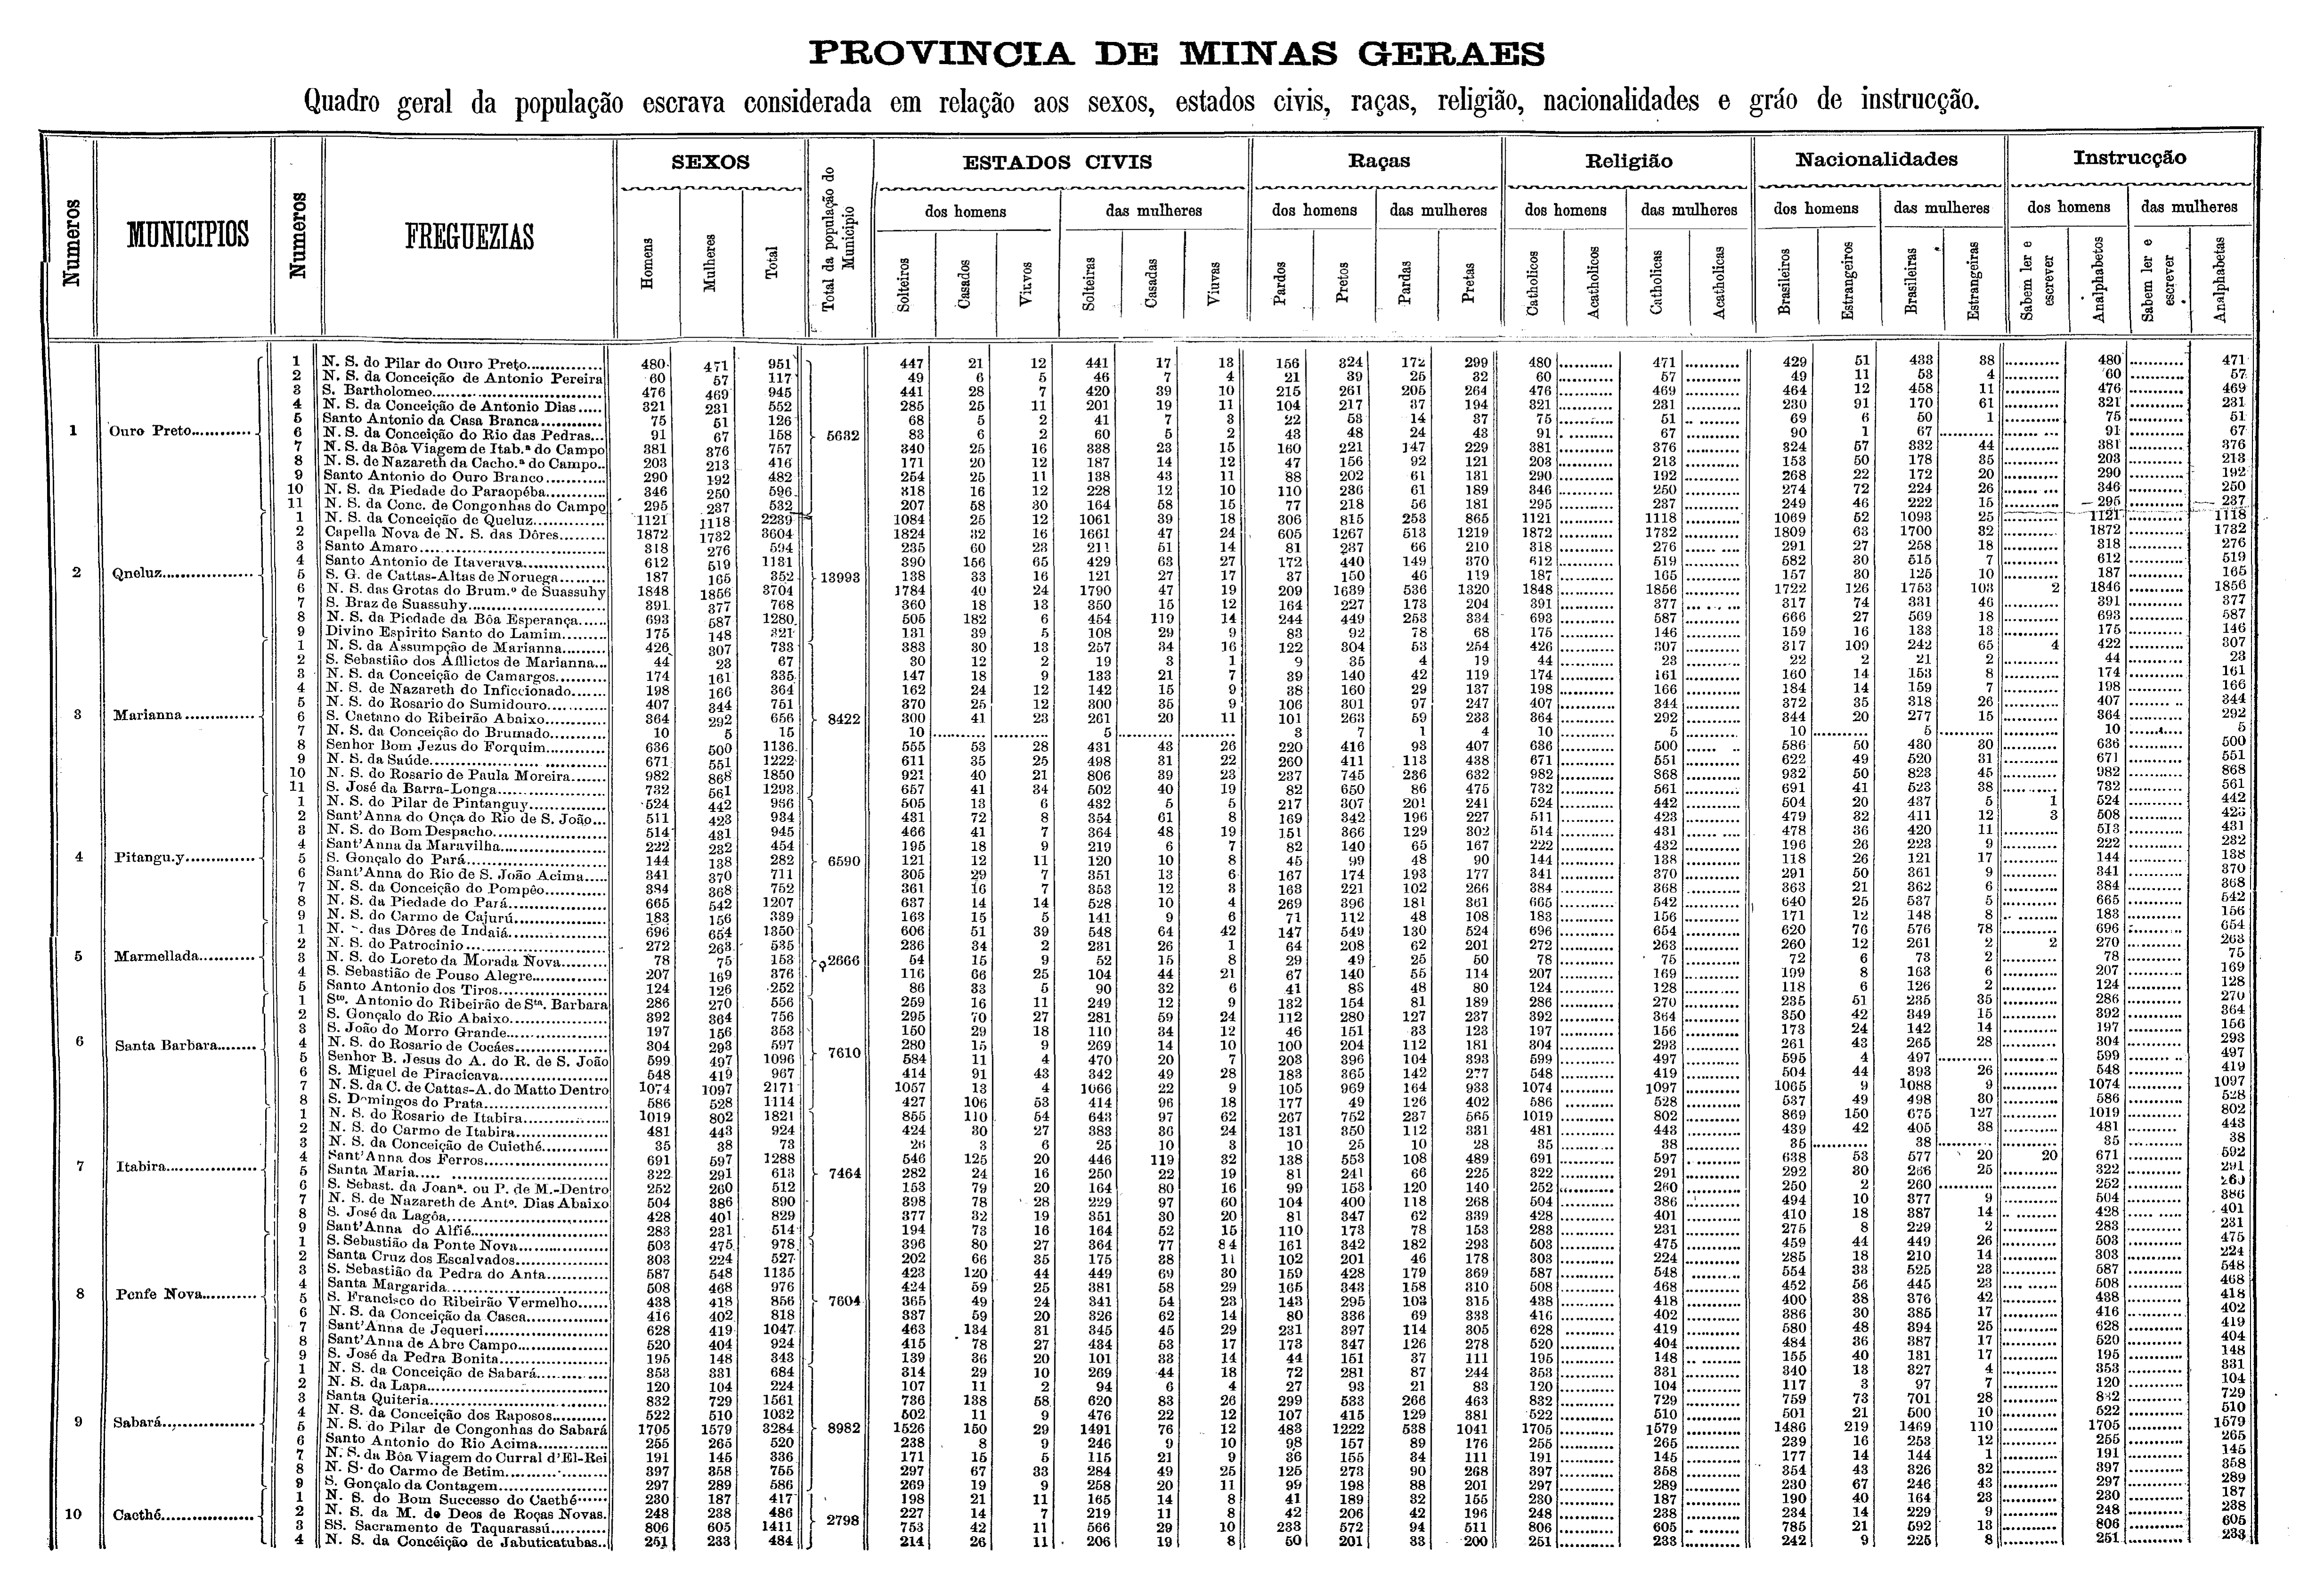 PROVINCIA DE MINAS GERAES
Quadro geral da população escrava considerada em relação aos sexos, estados civis, raças, religião, nacionalidades e gráo de instrucção.
Numeros MUNICIPIOS Numeros FREGUEZIAS SEXOS Total da população do Municipio ESTADOS CIVIS Raças Religião Nacionalidades Instrucção
dos homens das mulheres dos homens das mulheres dos homens das mulheres dos homens das mulheres dos homens das mulheres
Homens Mulheres Total Solteiros Casados Viuvos Solteiras Casadas Viuvas Pardos Pretos Pardas Pretas Catholicos Acatholicos Catholicas Acatholicas Brasileiros Estrangeiros Brasileiras Estrangeiras Sabem ler e escrever Analphabetos Sabem ler e escrever Analphabetas
1 N. S. do Pilar do Ouro Preto 480 471 951 447 21 12 441 17 13 156 324 172 299 480 471 429 51 433 38 480 471
2 N. S. da Conceição de Antonio Pereira 60 57 117 49 6 5 46 7 4 21 39 25 32 60 57 49 11 53 4 60 57
3 S. Bartholomeo 476 469 945 441 28 7 420 39 10 215 261 205 264 476 469 464 12 458 11 476 469
4 N. S. da Conceição de Antonio Dias 321 231 552 285 25 11 201 19 11 104 217 37 194 321 231 230 91 170 61 321 231
5 Santo Antonio da Casa Branca 75 51 126 68 5 2 41 7 3 22 53 14 37 75 51 69 6 50 1 75 51
1 Ouro Preto 6 N. S. da Conceição do Rio das Pedras 91 67 158 5632 83 6 2 60 5 2 43 48 24 43 91 67 90 1 67 91 67
7 N. S. da Bôa Viagem de Itab.ª do Campo 381 376 757 340 25 16 338 23 15 160 221 147 229 381 376 324 57 332 44 381 376
8 N. S. de Nazareth da Cacho.ª do Campo 203 213 416 171 20 12 187 14 12 47 156 92 121 203 213 153 50 178 35 203 213
9 Santo Antonio do Ouro Branco 290 192 482 254 25 11 138 43 11 88 202 61 131 290 192 268 22 172 20 290 192
10 N. S. da Piedade do Paraopéba 346 250 596 318 16 12 228 12 10 110 236 61 189 346 250 274 72 224 26 346 250
11 N. S. da Conc. de Congonhas do Campo 295 237 532 207 58 30 164 58 15 77 218 56 181 295 237 249 46 222 15 295 237
1 N. S. da Conceição de Queluz 1121 1118 2239 1084 25 12 1061 39 18 306 815 253 865 1121 1118 1069 52 1093 25 1121 1118
2 Capella Nova de N. S. das Dôres 1872 1732 3604 1824 32 16 1661 47 24 605 1267 513 1219 1872 1732 1809 63 1700 32 1872 1732
3 Santo Amaro 318 276 594 235 60 23 211 51 14 81 237 66 210 318 276 291 27 258 18 318 276
4 Santo Antonio de Itaverava 612 519 1131 390 156 65 429 63 27 172 440 149 370 612 519 582 30 515 7 612 519
2 Qneluz 5 S. G. de Cattas-Altas de Noruega 187 165 352 13993 138 33 16 121 27 17 37 150 46 119 187 165 157 30 125 10 187 165
6 N. S. das Grotas do Brum.º de Suassuhy 1848 1856 3704 1784 40 24 1790 47 19 209 1639 536 1320 1848 1856 1722 126 1753 103 2 1846 1856
7 S. Braz de Suassuhy 391 377 768 360 18 13 350 15 12 164 227 173 204 391 377 317 74 331 46 391 377
8 N. S. da Piedade da Bôa Esperança 693 587 1280 505 182 6 454 119 14 244 449 253 334 693 587 666 27 569 18 693 587
9 Divino Espirito Santo do Lamim 175 148 321 131 39 5 108 29 9 83 92 78 68 175 146 159 16 133 13 175 146
1 N. S. da Assumpção de Marianna 426 307 733 383 30 13 257 34 16 122 304 53 254 426 307 317 109 242 65 4 422 307
2 S. Sebastião dos Afflictos de Marianna 44 23 67 30 12 2 19 3 1 9 35 4 19 44 23 22 2 21 2 44 23
3 N. S. da Conceição de Camargos 174 161 335 147 18 9 133 21 7 39 140 42 119 174 161 160 14 153 8 174 161
4 N. S. de Nazareth do Inficcionado 198 166 364 162 24 12 142 15 9 38 160 29 137 198 166 184 14 159 7 198 166
5 N. S. do Rosario do Sumidouro 407 344 751 370 25 12 300 35 9 106 301 97 247 407 344 372 35 318 26 407 344
3 Marianna 6 S. Caetano do Ribeirão Abaixo 364 292 656 8422 300 41 23 261 20 11 101 263 59 233 364 292 344 20 277 15 364 292
7 N. S. da Conceição do Brumado 10 5 15 10 5 3 7 1 4 10 5 10 5 10 5
8 Senhor Bom Jezus do Forquim 636 500 1136 555 53 28 431 43 26 220 416 93 407 636 500 586 50 430 30 636 500
9 N. S. da Saúde 671 551 1222 611 35 25 498 31 22 260 411 113 438 671 551 622 49 520 31 671 551
10 N. S. do Rosario de Paula Moreira 982 868 1850 921 40 21 806 39 23 237 745 236 632 982 868 932 50 823 45 982 868
11 S. José da Barra-Longa 732 561 1293 657 41 34 502 40 19 82 650 86 475 732 561 691 41 523 38 732 561
1 N. S. do Pilar de Pintanguy 524 442 966 505 13 6 432 5 5 217 307 201 241 524 442 504 20 437 5 1 524 442
2 Sant'Anna do Onça do Rio de S. João 511 423 934 431 72 8 354 61 8 169 342 196 227 511 423 479 32 411 12 3 508 423
3 N. S. do Bom Despacho 514 431 945 466 41 7 364 48 19 151 366 129 302 514 431 478 36 420 11 513 431
4 Sant'Anna da Maravilha 222 232 454 195 18 9 219 6 7 82 140 65 167 222 432 196 26 223 9 222 232
4 Pitangu.y 5 S. Gonçalo do Pará 144 138 282 6590 121 12 11 120 10 8 45 99 48 90 144 138 118 26 121 17 144 138
6 Sant'Anna do Rio de S. João Acima 341 370 711 305 29 7 351 13 6 167 174 193 177 341 370 291 50 361 9 341 370
7 N. S. da Conceição do Pompêo 384 368 752 361 16 7 353 12 3 163 221 102 266 384 368 363 21 362 6 384 368
8 N. S. da Piedade do Pará 665 542 1207 637 14 14 528 10 4 269 396 181 361 665 542 640 25 537 5 665 542
9 N. S. do Carmo de Cajurú 183 156 339 163 15 5 141 9 6 71 112 48 108 183 156 171 12 148 8 183 156
1 N. S. das Dôres de Indaiá 696 654 1350 606 51 39 548 64 42 147 549 130 524 696 654 620 76 576 78 696 654
2 N. S. do Patrocinio 272 263 535 236 34 2 231 26 1 64 208 62 201 272 263 260 12 261 2 2 270 263
5 Marmellada 3 N. S. do Loreto da Morada Nova 78 75 153 2666 54 15 9 52 15 8 29 49 25 50 78 75 72 6 73 2 78 75
4 S. Sebastião de Pouso Alegre 207 169 376 116 66 25 104 44 21 67 140 55 114 207 169 199 8 163 6 207 169
5 Santo Antonio dos Tiros 124 126 252 86 33 5 90 32 6 41 83 48 80 124 128 118 6 126 2 124 128
1 Sto. Antonio do Ribeirão de Sta. Barbara 286 270 556 259 16 11 249 12 9 132 154 81 189 286 270 235 51 235 35 286 270
2 S. Gonçalo do Rio Abaixo 392 364 756 295 70 27 281 59 24 112 280 127 237 392 364 350 42 349 15 392 364
3 S. João do Morro Grande 197 156 353 150 29 18 110 34 12 46 151 33 123 197 156 173 24 142 14 197 156
6 Santa Barbara 4 N. S. do Rosario de Cocáes 304 293 597 7610 280 15 9 269 14 10 100 204 112 181 304 293 261 43 265 28 304 293
5 Senhor B. Jesus do A. do R. de S. João 599 497 1096 584 11 4 470 20 7 203 396 104 393 599 497 595 4 497 599 497
6 S. Miguel de Piracicava 548 419 967 414 91 43 342 49 28 183 365 142 277 548 419 504 44 393 26 548 419
7 N. S. da C. de Cattas-A. do Matto Dentro 1074 1097 2171 1057 13 4 1066 22 9 105 969 164 933 1074 1097 1065 9 1088 9 1074 1097
8 S. Domingos do Prata 586 528 1114 427 106 53 414 96 18 177 49 126 402 586 528 537 49 498 30 586 528
1 N. S. do Rosario de Itabira 1019 802 1821 855 110 54 643 97 62 267 752 237 565 1019 802 869 150 675 127 1019 802
2 N. S. do Carmo de Itabira 481 443 924 424 30 27 383 36 24 131 350 112 331 481 443 439 42 405 38 481 443
3 N. S. da Conceição de Cuiethé 35 38 73 26 3 6 25 10 3 10 25 10 28 35 38 35 38 35 38
4 Sant'Anna dos Ferros 691 597 1288 546 125 20 446 119 32 138 553 108 489 691 597 638 53 577 20 20 671 592
7 Itabira 5 Santa Maria 322 291 613 7464 282 24 16 250 22 19 81 241 66 225 322 291 292 30 266 25 322 291
6 S. Sebast. da Joanª. ou P. de M.-Dentro 252 260 512 153 79 20 164 80 16 99 153 120 140 252 260 250 2 260 252 260
7 N. S. de Nazareth de Antº. Dias Abaixo 504 386 890 398 78 28 229 97 60 104 400 118 268 504 386 494 10 377 9 504 386
8 S. José da Lagôa 428 401 829 377 32 19 351 30 20 81 347 62 339 428 401 410 18 387 14 428 401
9 Sant'Anna do Alfié 283 231 514 194 73 16 164 52 15 110 173 78 153 283 231 275 8 229 2 283 231
1 S. Sebastião da Ponte Nova 503 475 978 396 80 27 364 77 84 161 342 182 293 503 475 459 44 449 26 503 475
2 Santa Cruz dos Escalvados 303 224 527 202 66 35 175 38 11 102 201 46 178 303 224 285 18 210 14 303 224
3 S. Sebastião da Pedra do Anta 587 548 1135 423 120 44 449 69 30 159 428 179 369 587 548 554 33 525 23 587 548
4 Santa Margarida 508 468 976 424 59 25 381 58 29 165 343 158 310 508 468 452 56 445 23 508 468
8 Ponfe Nova 5 S. Francisco do Ribeirão Vermelho 438 418 856 7604 365 49 24 341 54 23 143 295 103 315 438 418 400 38 376 42 438 418
6 N. S. da Conceição da Casca 416 402 818 337 59 20 326 62 14 80 336 69 333 416 402 386 30 385 17 416 402
7 Sant'Anna de Jequeri 628 419 1047 463 134 31 345 45 29 231 397 114 305 628 419 580 48 394 25 628 419
8 Sant'Anna de Abre Campo 520 404 924 415 78 27 434 53 17 173 347 126 278 520 404 484 36 387 17 520 404
9 S. José da Pedra Bonita 195 148 343 139 36 20 101 33 14 44 151 37 111 195 148 155 40 131 17 195 148
1 N. S. da Conceição de Sabará 353 331 684 314 29 10 269 44 18 72 281 87 244 353 331 340 13 327 4 353 331
2 N. S. da Lapa 120 104 224 107 11 2 94 6 4 27 93 21 83 120 104 117 3 97 7 120 104
3 Santa Quiteria 832 729 1561 736 138 58 620 83 26 299 533 266 463 832 729 759 73 701 28 832 729
4 N. S. da Conceição dos Raposos 522 510 1032 502 11 9 476 22 12 107 415 129 381 522 510 501 21 500 10 522 510
9 Sabará 5 N. S. do Pilar de Congonhas do Sabará 1705 1579 3284 8982 1526 150 29 1491 76 12 483 1222 538 1041 1705 1579 1486 219 1469 110 1705 1579
6 Santo Antonio do Rio Acima 255 265 520 238 8 9 246 9 10 98 157 89 176 255 265 239 16 253 12 255 265
7 N. S. da Bôa Viagem do Curral d'El-Rei 191 145 336 171 15 5 115 21 9 36 155 34 111 191 145 177 14 144 1 191 145
8 N. S. do Carmo de Betim 397 358 755 297 67 33 284 49 25 125 273 90 268 397 358 354 43 326 32 397 358
9 S. Gonçalo da Contagem 297 289 586 269 19 9 258 20 11 99 198 88 201 297 289 230 67 246 43 297 289
1 N. S. do Bom Successo do Caethé 230 187 417 198 21 11 165 14 8 41 189 32 155 230 187 190 40 164 23 230 187
10 Caethé 2 N. S. da M. de Deos de Roças Novas. 248 238 486 2798 227 14 7 219 11 8 42 206 42 196 248 238 234 14 229 9 248 238
3 SS. Sacramento de Taquarassú 806 605 1411 753 42 11 566 29 10 233 572 94 511 806 605 785 21 592 13 806 605
4 N. S. da Concéição de Jabuticatubas 251 233 484 214 26 11 206 19 8 50 201 33 200 251 233 242 9 225 8 251 233